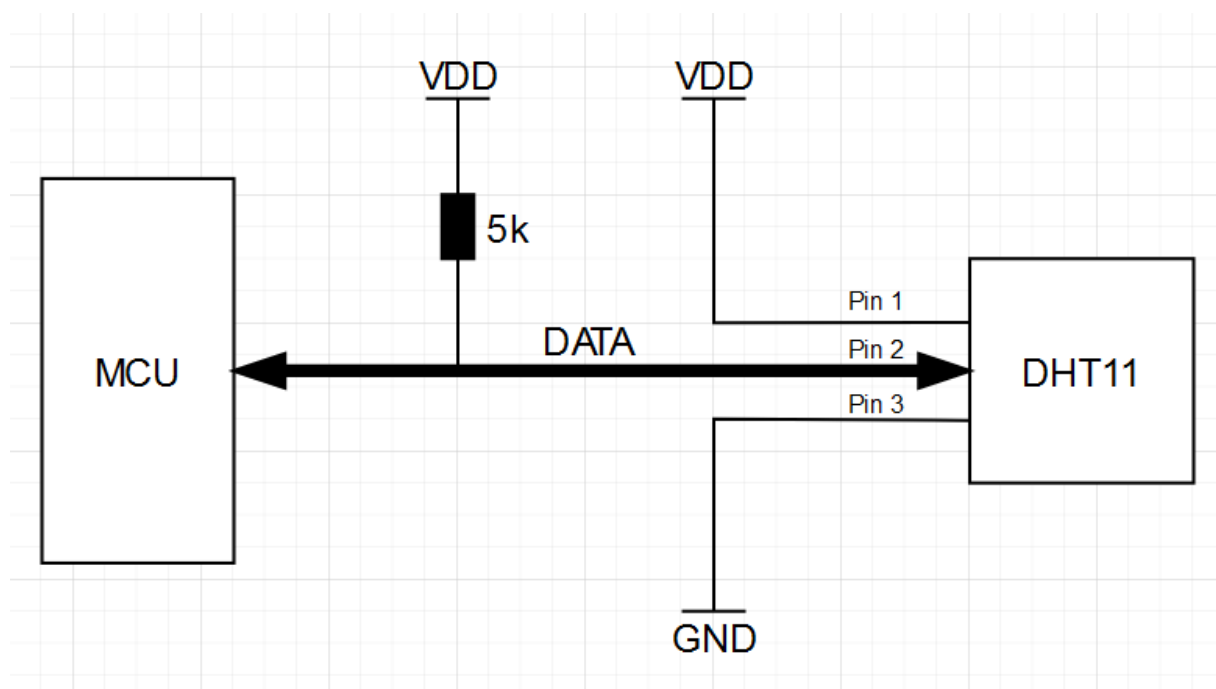 VDD
VDD
5k
Pin 1
DATA
Pin 2
MCU
DHT11
Pin 3
GND